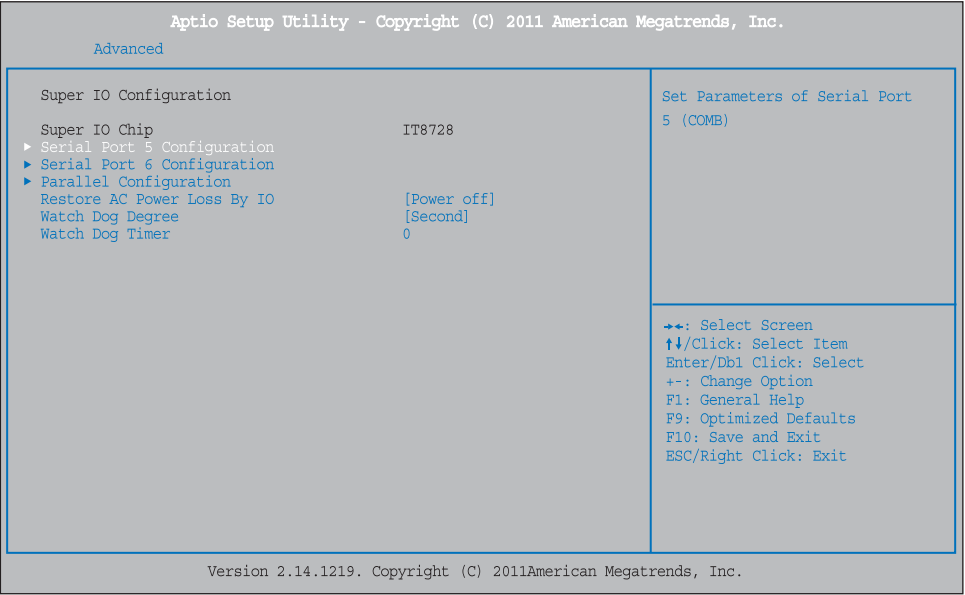 Aptio Setup Utility - Copyright (C) 2011 American Megatrends, Inc.
Advanced
Super IO Configuration
Super IO Chip IT8728
▶ Serial Port 5 Configuration
▶ Serial Port 6 Configuration
▶ Parallel Configuration
Restore AC Power Loss By IO [Power off]
Watch Dog Degree [Second]
Watch Dog Timer 0
Set Parameters of Serial Port
5 (COMB)
→←: Select Screen
↑↓/Click: Select Item
Enter/Db1 Click: Select
+-: Change Option
F1: General Help
F9: Optimized Defaults
F10: Save and Exit
ESC/Right Click: Exit
Version 2.14.1219. Copyright (C) 2011American Megatrends, Inc.